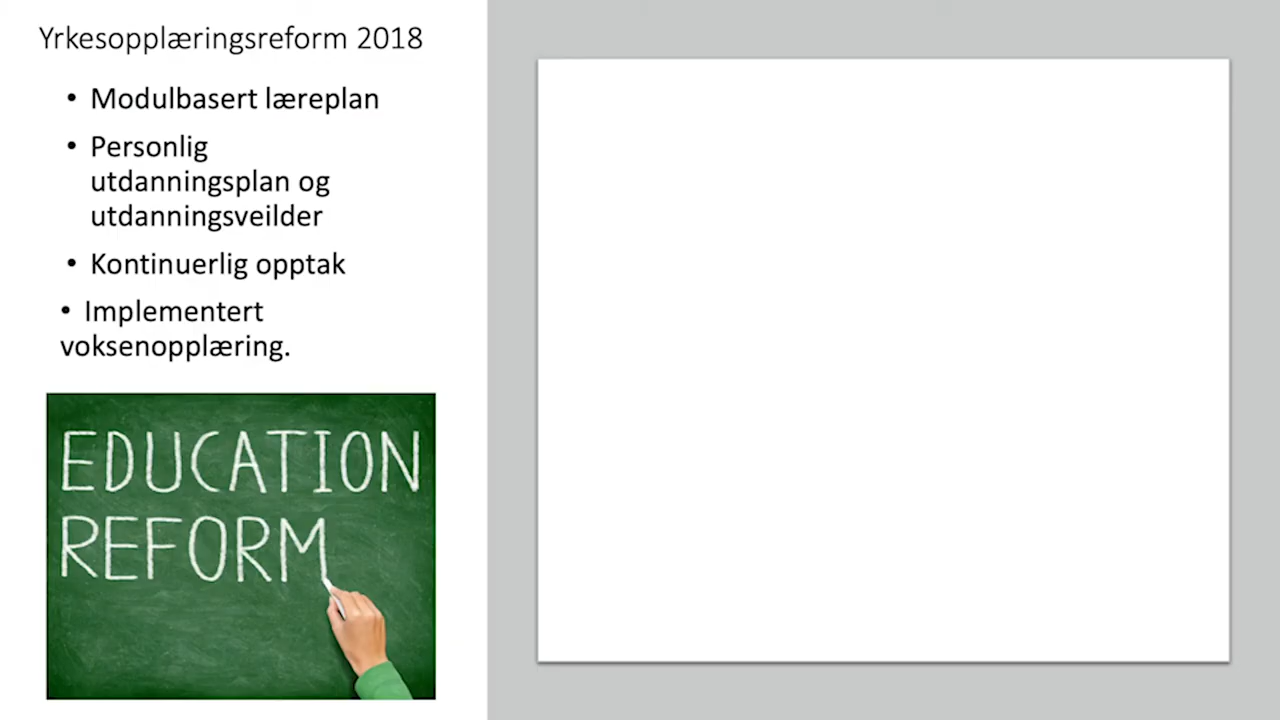 Yrkesopplæringsreform 2018
• Modulbasert læreplan
• Personlig
utdanningsplan og
utdanningsveilder
• Kontinuerlig opptak
• Implementert
voksenopplæring.
EDUCATION
REFORM